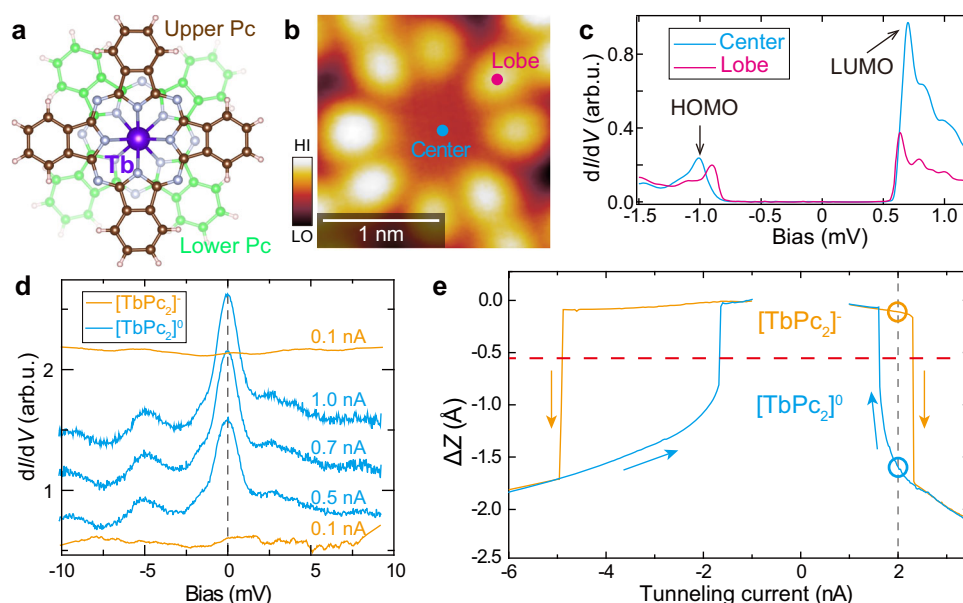 a
Upper Pc
Tb
Lower Pc
b
Lobe
Center
HI
LO
1 nm
c
Center
Lobe
LUMO
HOMO
dI/dV (arb.u.)
0.8
0.4
0.0
-1.5 -1.0 0 0.5 1.0
Bias (mV)
d
[TbPc₂]⁻
[TbPc₂]⁰
0.1 nA
1.0 nA
0.7 nA
0.5 nA
0.1 nA
dI/dV (arb.u.)
2
1
-10 -5 0 5 10
Bias (mV)
e
[TbPc₂]⁻
[TbPc₂]⁰
ΔZ (Å)
0.0
-0.5
-1.0
-1.5
-2.0
-2.5
-6 -4 -2 0 2 4
Tunneling current (nA)